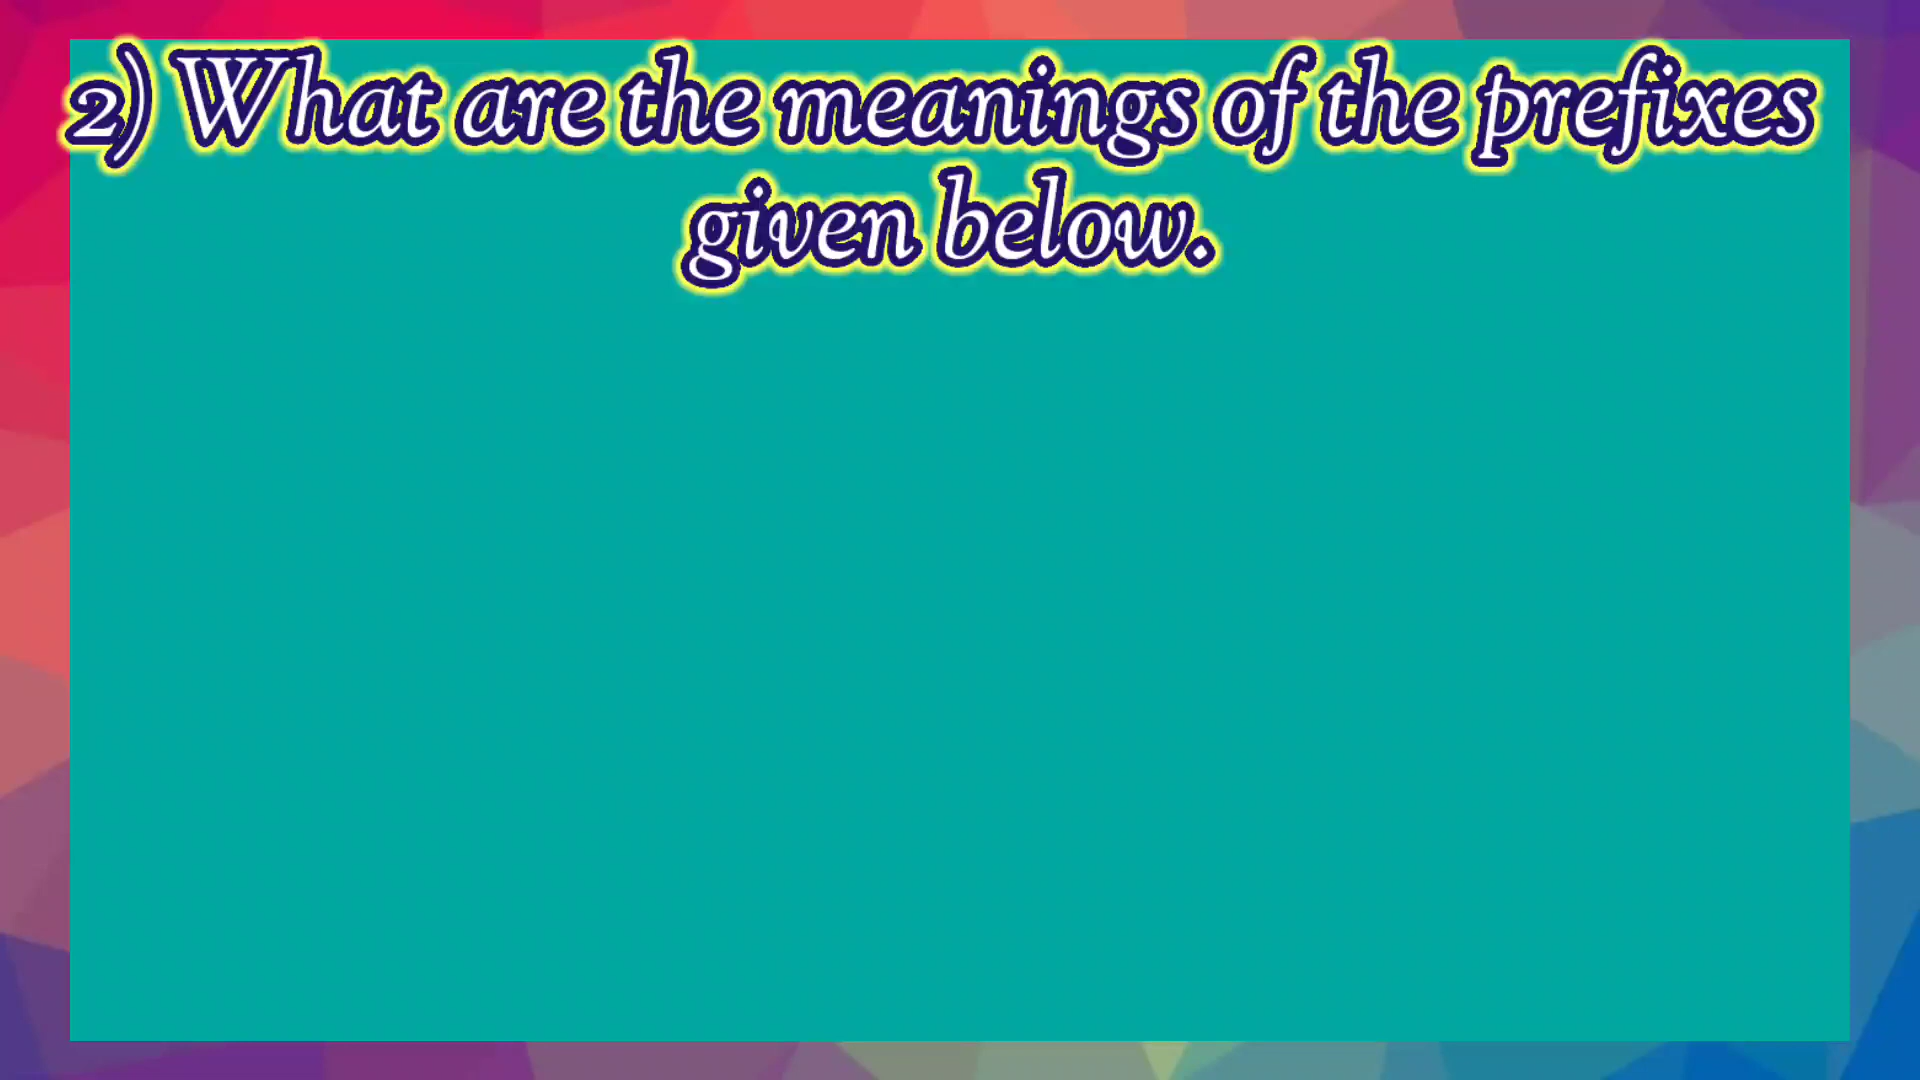 2) What are the meanings of the prefixes
given below.